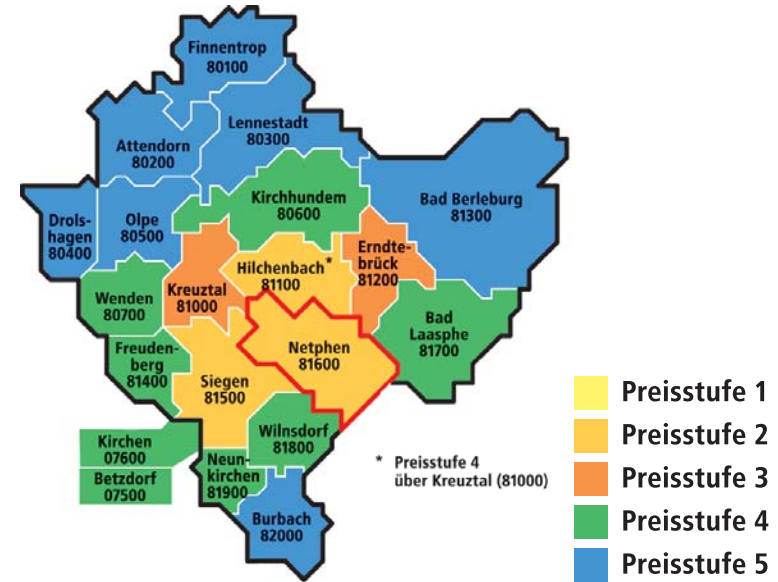 Finnentrop
80100
Lennestadt
80300
Attendorn
80200
Kirchhundem
80600
Bad Berleburg
81300
Drols-
hagen
80400
Olpe
80500
Erndte-
brück
81200
Hilchenbach*
81100
Kreuztal
81000
Wenden
80700
Bad
Laasphe
81700
Netphen
81600
Freuden-
berg
81400
Siegen
81500
Wilnsdorf
81800
Kirchen
07600
Betzdorf
07500
Neun-
kirchen
81900
Burbach
82000
* Preisstufe 4
über Kreuztal (81000)
Preisstufe 1
Preisstufe 2
Preisstufe 3
Preisstufe 4
Preisstufe 5